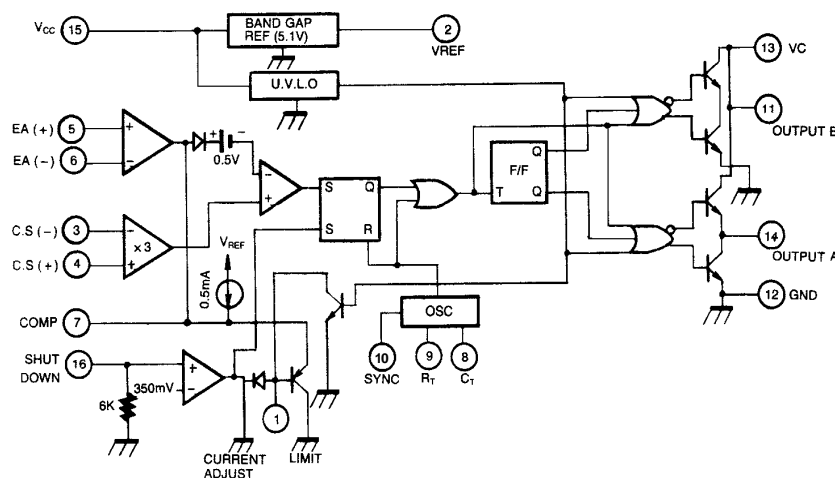 VCC 15
BAND GAP
REF (5.1V)
2
VREF
13 VC
U.V.L.O
11
OUTPUT B
EA (+) 5
EA (-) 6
+
-
+ -
0.5V
-
+
S Q
S R
F/F
Q
T Q
C.S (-) 3
C.S (+) 4
-
× 3
+
VREF
0.5mA
14
OUTPUT A
12 GND
COMP 7
OSC
10
SYNC
9
RT
8
CT
SHUT
DOWN
16
+
350mV -
6K
1
CURRENT
ADJUST
LIMIT